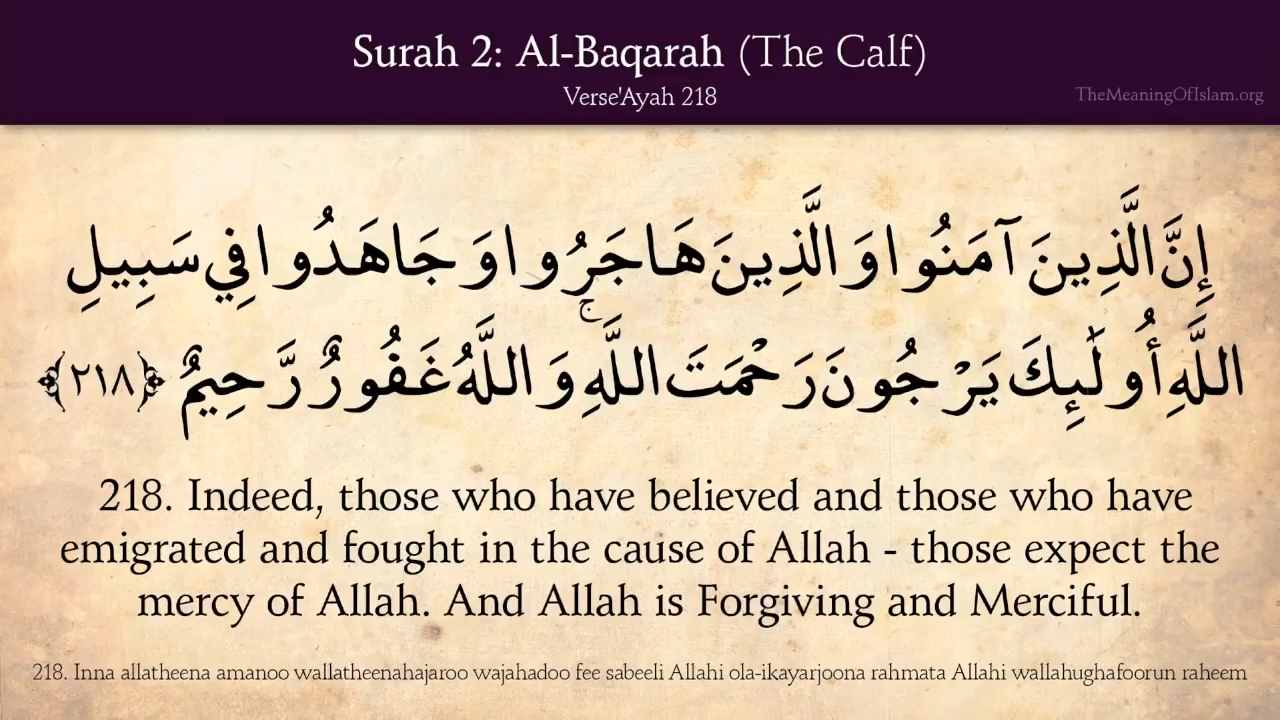 Surah 2: Al-Baqarah (The Calf)
Verse'Ayah 218
TheMeaningOfIslam.org
إِنَّ الَّذِينَ آمَنُوا وَالَّذِينَ هَاجَرُوا وَجَاهَدُوا فِي سَبِيلِ
اللَّهِ أُولَٰئِكَ يَرْجُونَ رَحْمَتَ اللَّهِ ۚ وَاللَّهُ غَفُورٌ رَّحِيمٌ ﴿٢١٨﴾
218. Indeed, those who have believed and those who have
emigrated and fought in the cause of Allah - those expect the
mercy of Allah. And Allah is Forgiving and Merciful.
218. Inna allatheena amanoo wallatheenahajaroo wajahadoo fee sabeeli Allahi ola-ikayarjoona rahmata Allahi wallahughafoorun raheem